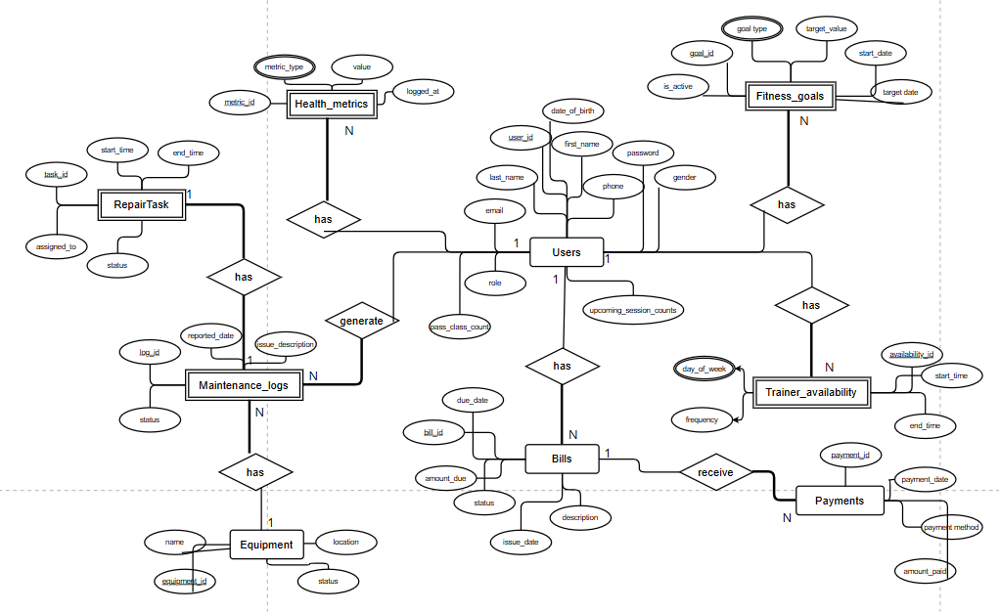 goal type
target_value
goal_id
start_date
metric_type
value
is_active
Fitness_goals
target date
metric_id
Health_metrics
logged_at
N
N
date_of_birth
user_id
first_name
start_time
end_time
password
task_id
last_name
phone
gender
1
RepairTask
email
has
has
1
Users
1
assigned_to
status
has
role
1
generate
has
upcoming_session_counts
pass_class_count
reported_date
issue_description
log_id
1
has
day_of_week
N
availability_id
start_time
Maintenance_logs
N
Trainer_availability
due_date
status
N
frequency
end_time
bill_id
N
Bills
1
payment_id
has
receive
amount_due
payment_date
status
Payments
description
N
1
payment method
name
Equipment
location
issue_date
equipment_id
status
amount_paid